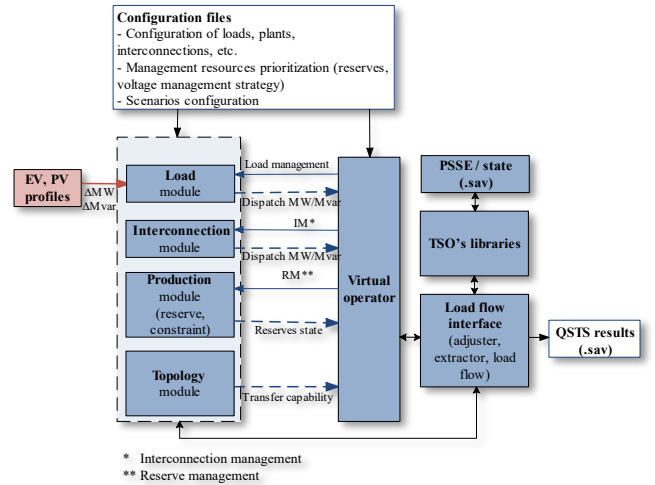 Configuration files
- Configuration of loads, plants,
interconnections, etc.
- Management resources prioritization (reserves,
voltage management strategy)
- Scenarios configuration
EV, PV
profiles
ΔMW
ΔMvar
Load
module
Load management
Dispatch MW/Mvar
Interconnection
module
IM*
Dispatch MW/Mvar
Production
module
(reserve,
constraint)
RM**
Reserves state
Topology
module
Transfer capability
Virtual
operator
PSSE / state
(.sav)
TSO's libraries
Load flow
interface
(adjuster,
extractor, load
flow)
QSTS results
(.sav)
* Interconnection management
** Reserve management